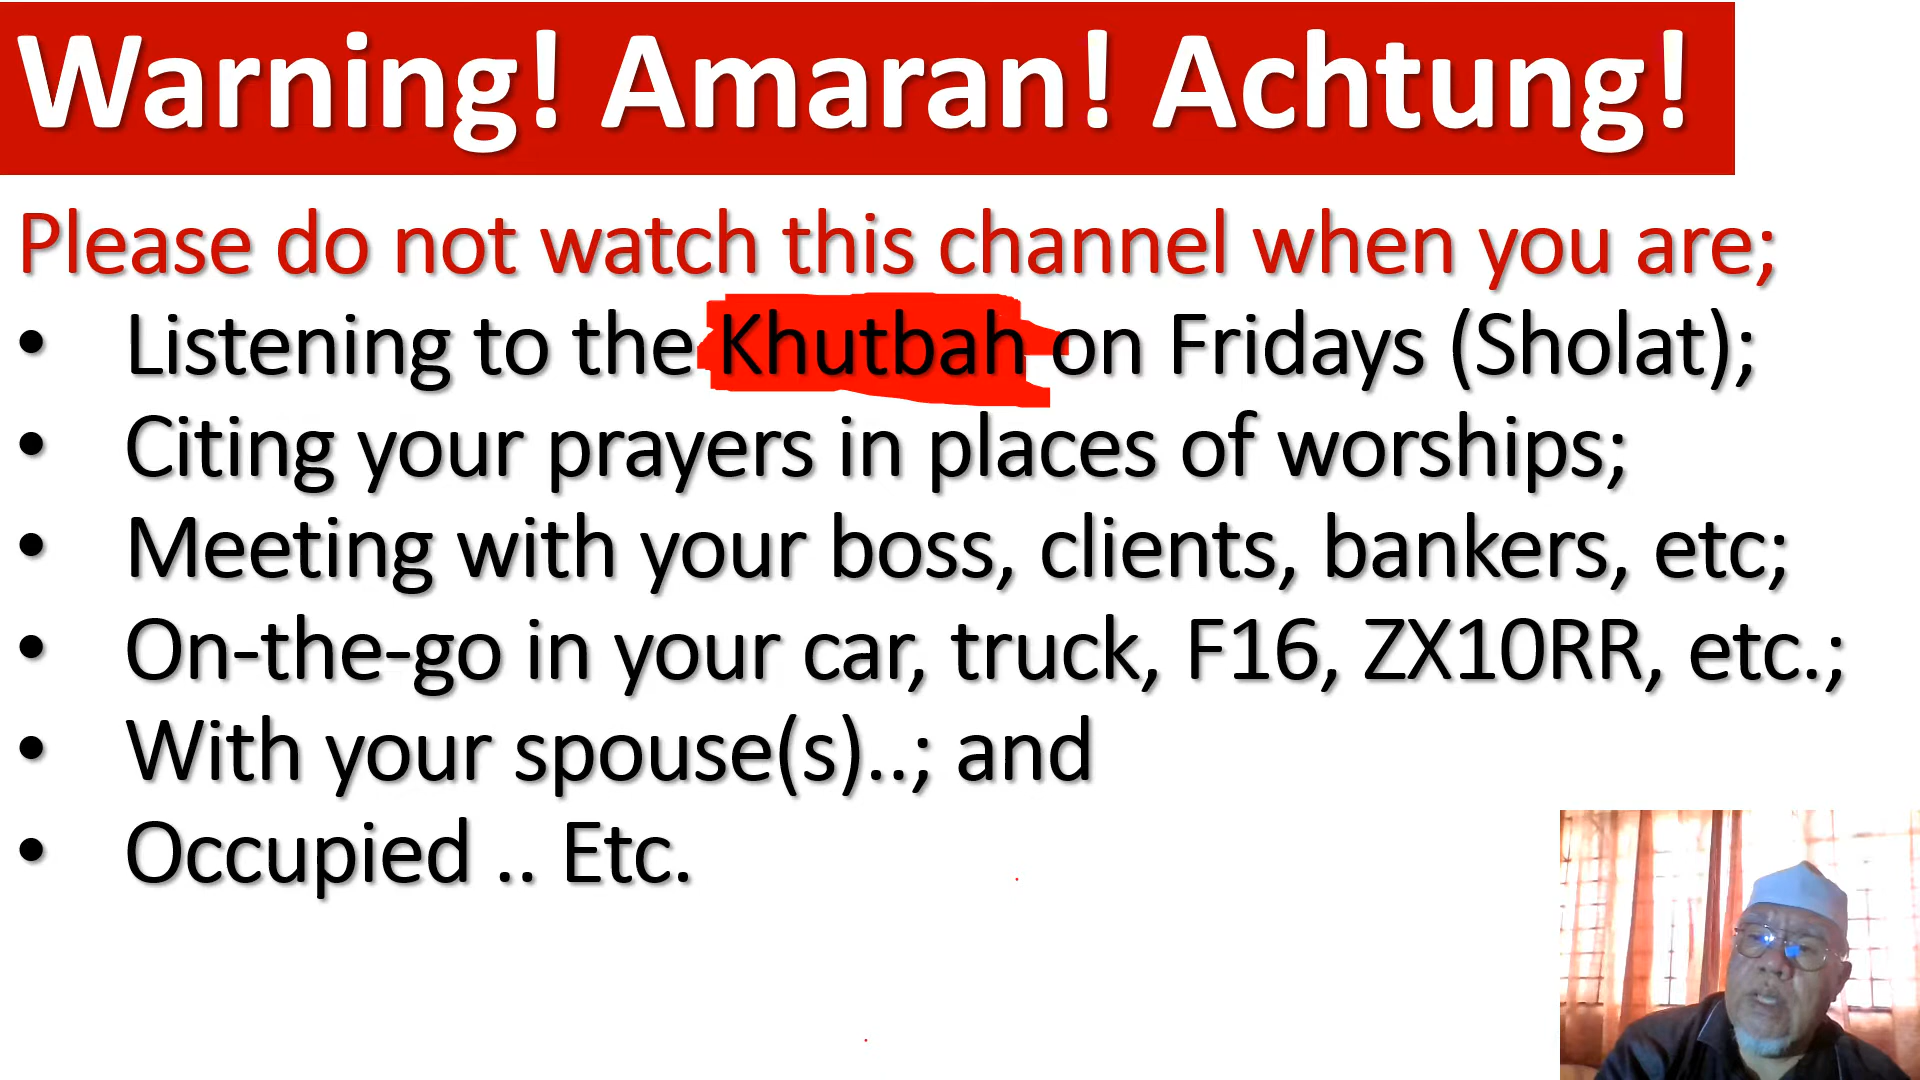 Warning! Amaran! Achtung!
Please do not watch this channel when you are;
• Listening to the Khutbah on Fridays (Sholat);
• Citing your prayers in places of worships;
• Meeting with your boss, clients, bankers, etc;
• On-the-go in your car, truck, F16, ZX10RR, etc.;
• With your spouse(s)..; and
• Occupied .. Etc.